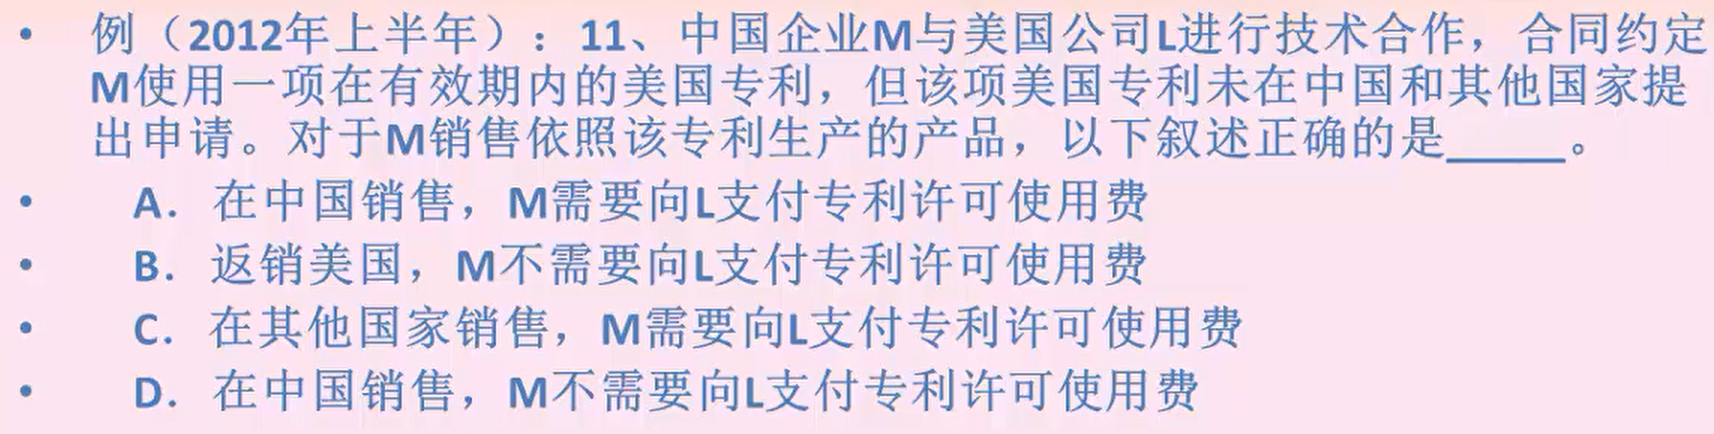 • 例（2012年上半年）：11、中国企业M与美国公司L进行技术合作，合同约定
M使用一项在有效期内的美国专利，但该项美国专利未在中国和其他国家提
出申请。对于M销售依照该专利生产的产品，以下叙述正确的是_____。
• A．在中国销售，M需要向L支付专利许可使用费
• B．返销美国，M不需要向L支付专利许可使用费
• C．在其他国家销售，M需要向L支付专利许可使用费
• D．在中国销售，M不需要向L支付专利许可使用费